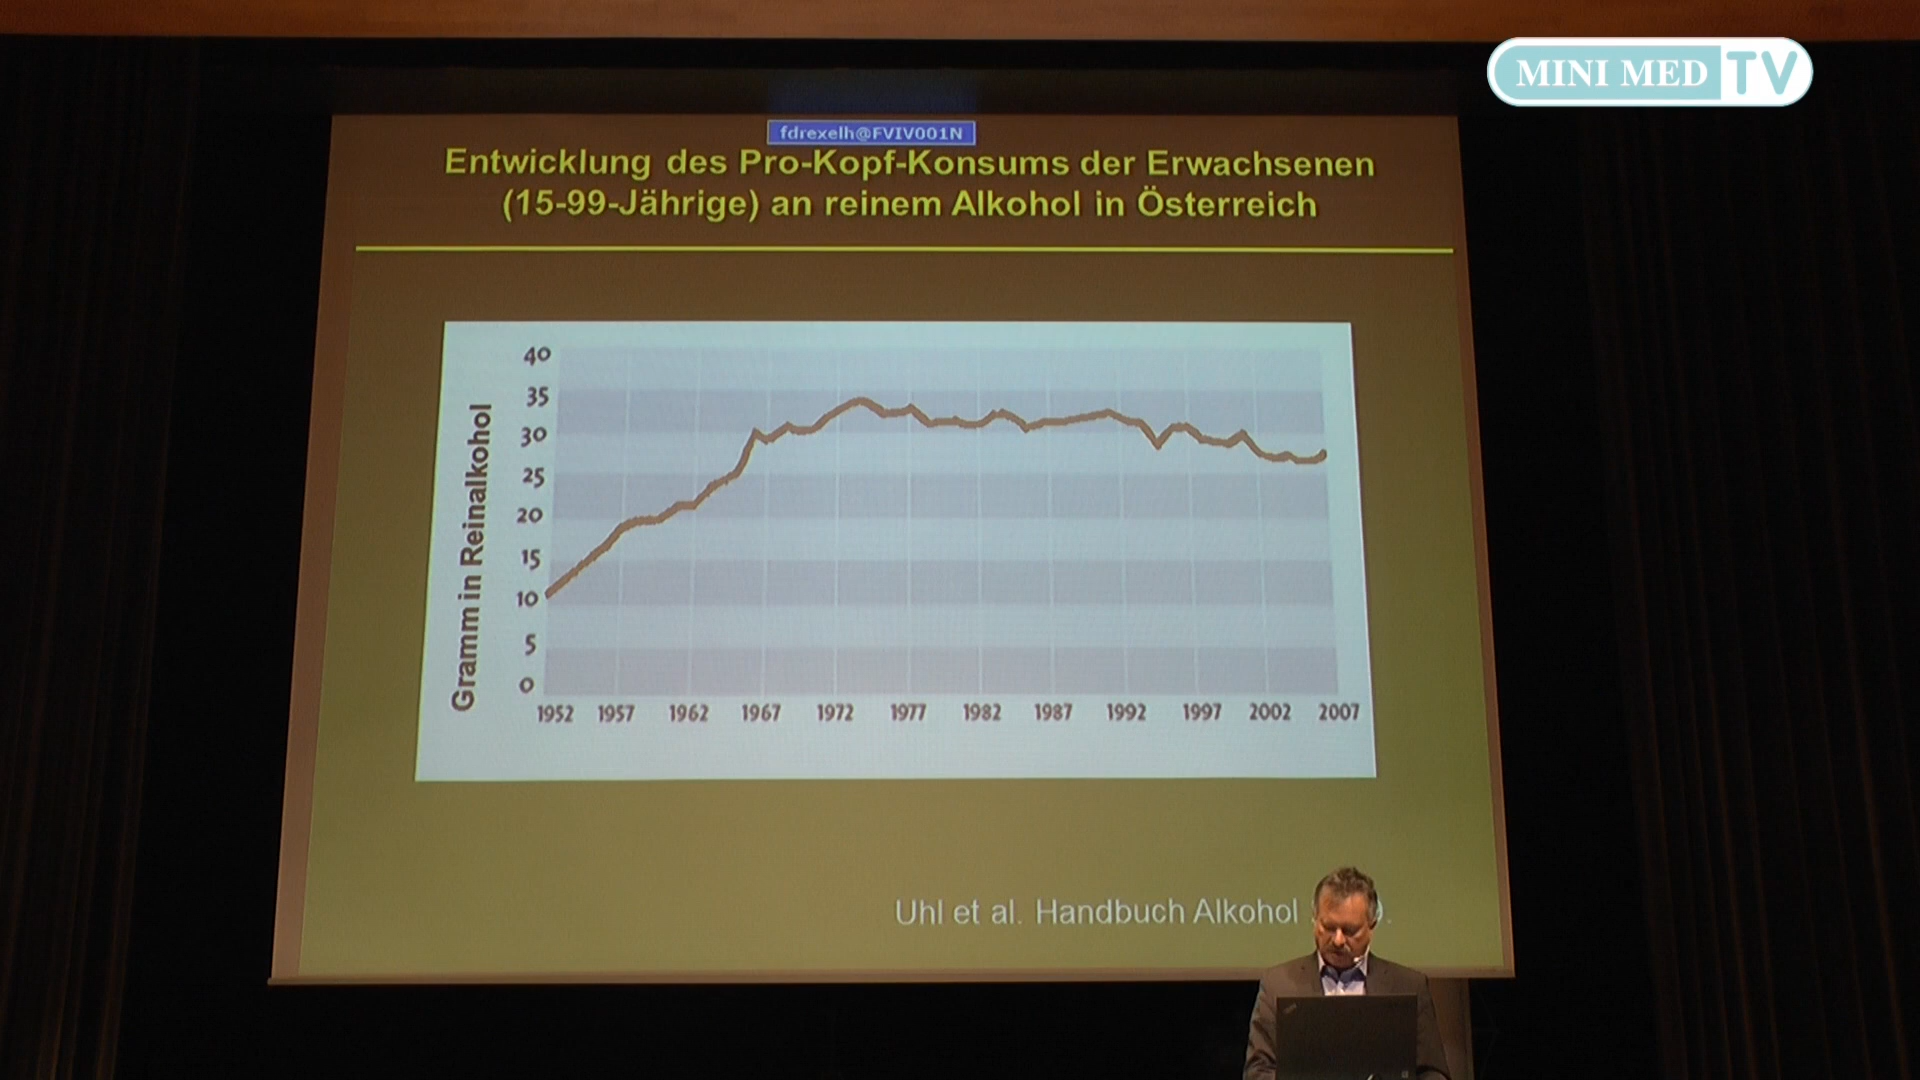 MINI MED TV
fdrexelh@FVIV001N
Entwicklung des Pro-Kopf-Konsums der Erwachsenen
(15-99-Jährige) an reinem Alkohol in Österreich
Gramm in Reinalkohol
40
35
30
25
20
15
10
5
0
1952 1957 1962 1967 1972 1977 1982 1987 1992 1997 2002 2007
Uhl et al. Handbuch Alkohol